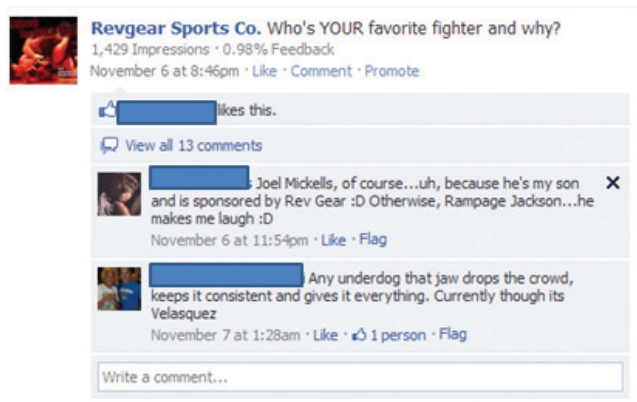 Revgear Sports Co. Who's YOUR favorite fighter and why?
1,429 Impressions · 0.98% Feedback
November 6 at 8:46pm · Like · Comment · Promote
likes this.
View all 13 comments
Joel Mickells, of course...uh, because he's my son
and is sponsored by Rev Gear :D Otherwise, Rampage Jackson...he
makes me laugh :D
November 6 at 11:54pm · Like · Flag
Any underdog that jaw drops the crowd,
keeps it consistent and gives it everything. Currently though its
Velasquez
November 7 at 1:28am · Like · 1 person · Flag
Write a comment...